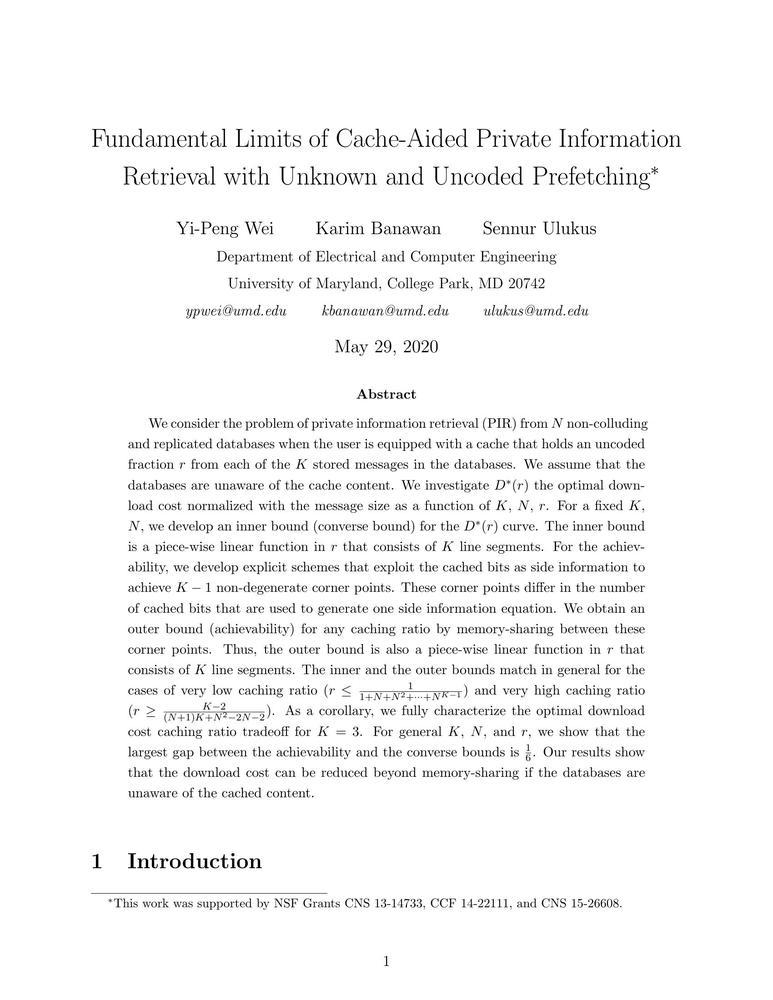 Fundamental Limits of Cache-Aided Private Information
Retrieval with Unknown and Uncoded Prefetching*
Yi-Peng Wei Karim Banawan Sennur Ulukus
Department of Electrical and Computer Engineering
University of Maryland, College Park, MD 20742
ypwei@umd.edu kbanawan@umd.edu ulukus@umd.edu
May 29, 2020
Abstract
We consider the problem of private information retrieval (PIR) from N non-colluding
and replicated databases when the user is equipped with a cache that holds an uncoded
fraction r from each of the K stored messages in the databases. We assume that the
databases are unaware of the cache content. We investigate D*(r) the optimal down-
load cost normalized with the message size as a function of K, N, r. For a fixed K,
N, we develop an inner bound (converse bound) for the D*(r) curve. The inner bound
is a piece-wise linear function in r that consists of K line segments. For the achiev-
ability, we develop explicit schemes that exploit the cached bits as side information to
achieve K − 1 non-degenerate corner points. These corner points differ in the number
of cached bits that are used to generate one side information equation. We obtain an
outer bound (achievability) for any caching ratio by memory-sharing between these
corner points. Thus, the outer bound is also a piece-wise linear function in r that
consists of K line segments. The inner and the outer bounds match in general for the
cases of very low caching ratio (r ≤ 1/(1+N+N²+⋯+N^{K−1})) and very high caching ratio
(r ≥ (K−2)/((N+1)K+N²−2N−2)). As a corollary, we fully characterize the optimal download
cost caching ratio tradeoff for K = 3. For general K, N, and r, we show that the
largest gap between the achievability and the converse bounds is 1/6. Our results show
that the download cost can be reduced beyond memory-sharing if the databases are
unaware of the cached content.
1 Introduction
*This work was supported by NSF Grants CNS 13-14733, CCF 14-22111, and CNS 15-26608.
1